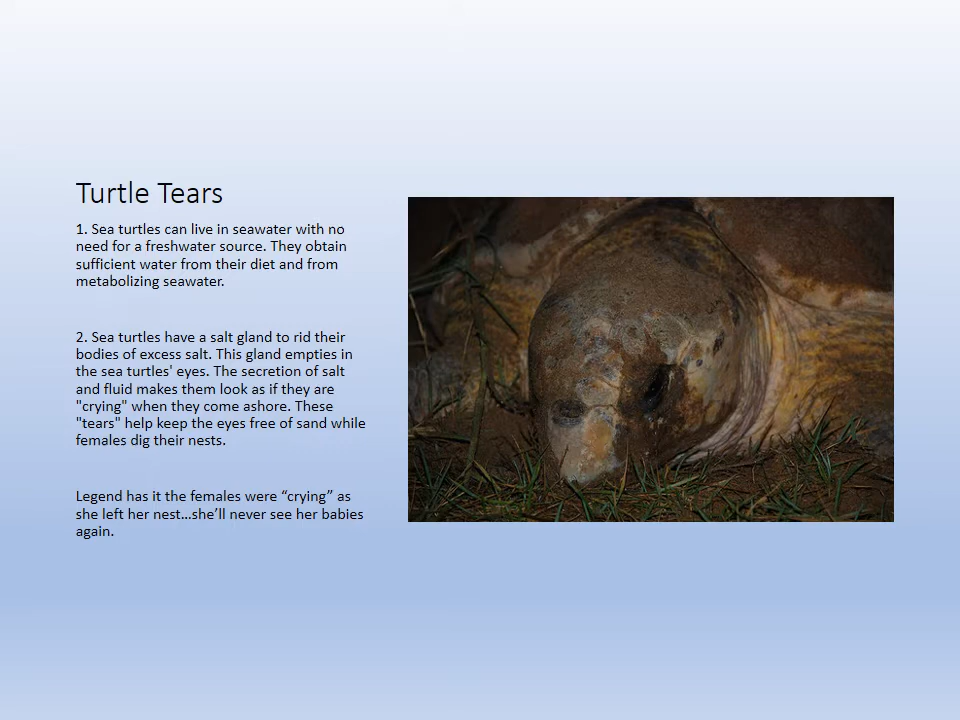 Turtle Tears
1. Sea turtles can live in seawater with no
need for a freshwater source. They obtain
sufficient water from their diet and from
metabolizing seawater.
2. Sea turtles have a salt gland to rid their
bodies of excess salt. This gland empties in
the sea turtles' eyes. The secretion of salt
and fluid makes them look as if they are
"crying" when they come ashore. These
"tears" help keep the eyes free of sand while
females dig their nests.
Legend has it the females were “crying” as
she left her nest…she’ll never see her babies
again.